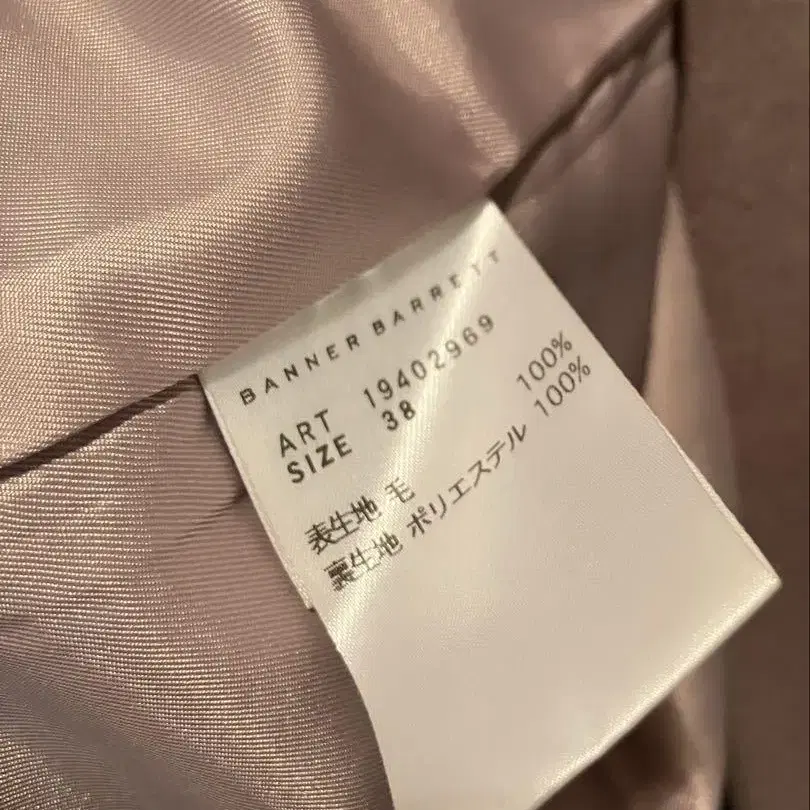 BANNER BARRETT
ART 19402969
SIZE 38
表生地 毛 100%
裏生地 ポリエステル 100%